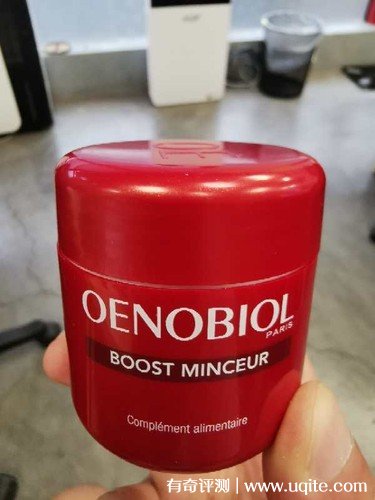 OENOBIOL
PARIS
BOOST MINCEUR
Complément alimentaire
有奇评测 | www.uqite.com